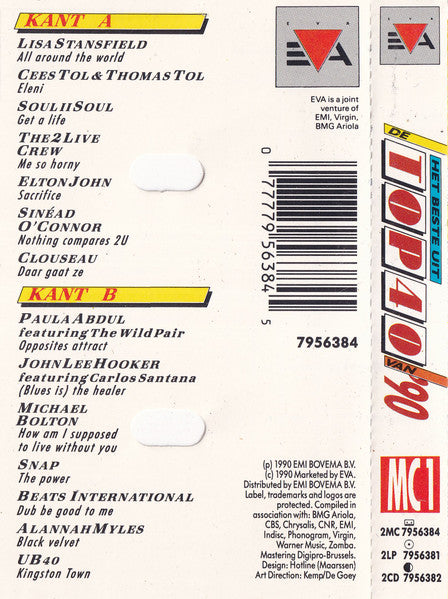 KANT A
LISA STANSFIELD
All around the world
CEES TOL & THOMAS TOL
Eleni
SOUL II SOUL
Get a life
THE 2 LIVE
CREW
Me so horny
ELTON JOHN
Sacrifice
SINÉAD
O'CONNOR
Nothing compares 2U
CLOUSEAU
Daar gaat ze
KANT B
PAULA ABDUL
featuring The Wild Pair
Opposites attract
JOHN LEE HOOKER
featuring Carlos Santana
(Blues is) the healer
MICHAEL
BOLTON
How am I supposed
to live without you
SNAP
The power
BEATS INTERNATIONAL
Dub be good to me
ALANNAH MYLES
Black velvet
UB40
Kingston Town
EVA
EVA
EVA is a joint
venture of
EMI, Virgin,
BMG Ariola
0 77779 56384 5
7956384
(p) 1990 EMI BOVEMA B.V.
(c) 1990 Marketed by EVA.
Distributed by EMI BOVEMA B.V.
Label, trademarks and logos are
protected. Compiled in
association with: BMG Ariola,
CBS, Chrysalis, CNR, EMI,
Indisc, Phonogram, Virgin,
Warner Music, Zomba.
Mastering Digipro-Brussels.
Design: Hotline (Maarssen)
Art Direction: Kemp/De Goey
EVA
EVA
HET BESTE UIT
DE
TOP 40
VAN '90
MC1
2MC 7956384
2LP 7956381
2CD 7956382